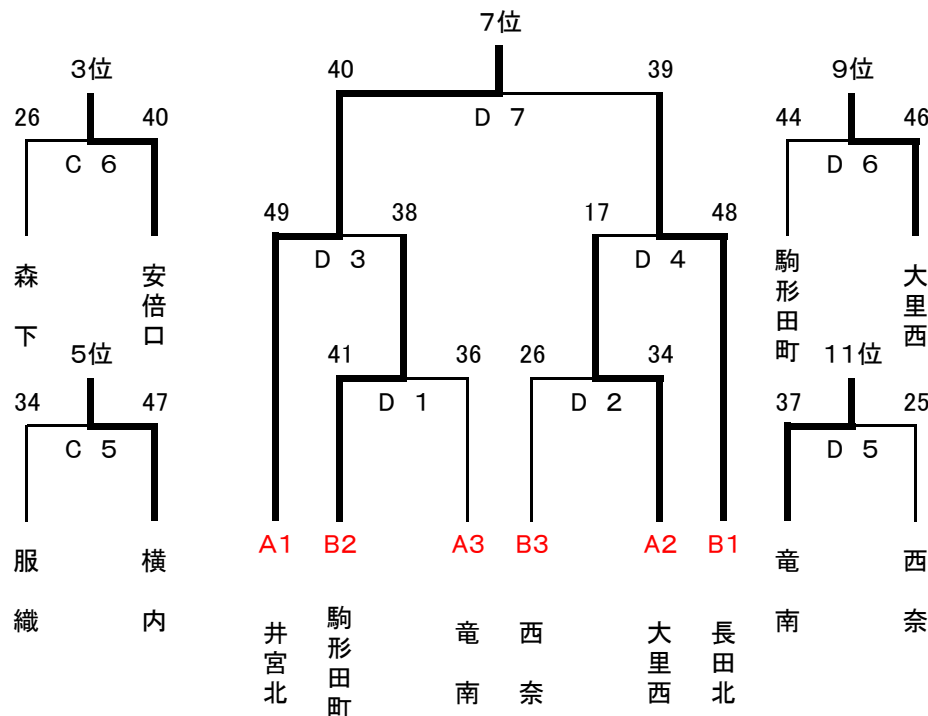 7位
40 39
D 7
3位
26 40
C 6
森下 安倍口
5位
34 47
C 5
服織 横内
49 38
D 3
17 48
D 4
41 36
D 1
26 34
D 2
A1 B2 A3 B3 A2 B1
井宮北 駒形田町 竜南 西奈 大里西 長田北
9位
44 46
D 6
駒形田町 大里西
11位
37 25
D 5
竜南 西奈